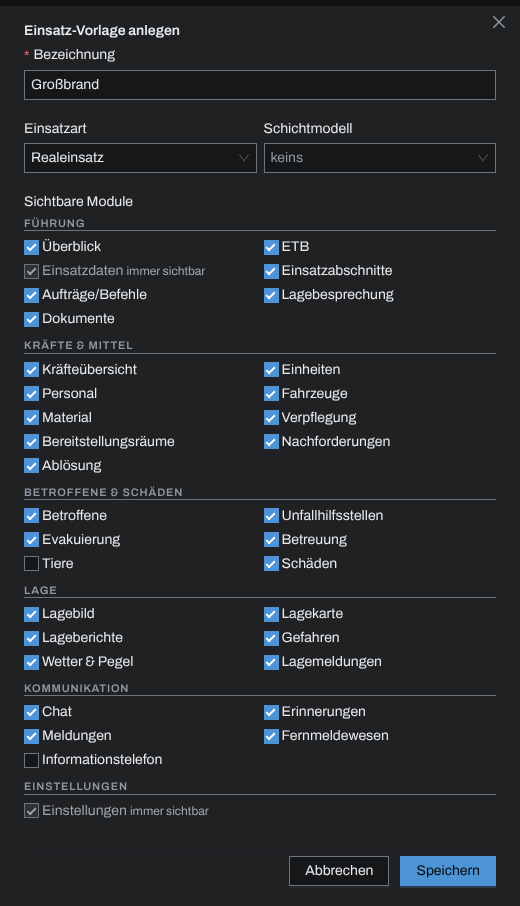 Einsatz-Vorlage anlegen
* Bezeichnung
Großbrand
Einsatzart Schichtmodell
Realeinsatz keins
Sichtbare Module
FÜHRUNG
Überblick ETB
Einsatzdaten immer sichtbar Einsatzabschnitte
Aufträge/Befehle Lagebesprechung
Dokumente
KRÄFTE & MITTEL
Kräfteübersicht Einheiten
Personal Fahrzeuge
Material Verpflegung
Bereitstellungsräume Nachforderungen
Ablösung
BETROFFENE & SCHÄDEN
Betroffene Unfallhilfsstellen
Evakuierung Betreuung
Tiere Schäden
LAGE
Lagebild Lagekarte
Lageberichte Gefahren
Wetter & Pegel Lagemeldungen
KOMMUNIKATION
Chat Erinnerungen
Meldungen Fernmeldewesen
Informationstelefon
EINSTELLUNGEN
Einstellungen immer sichtbar
Abbrechen Speichern